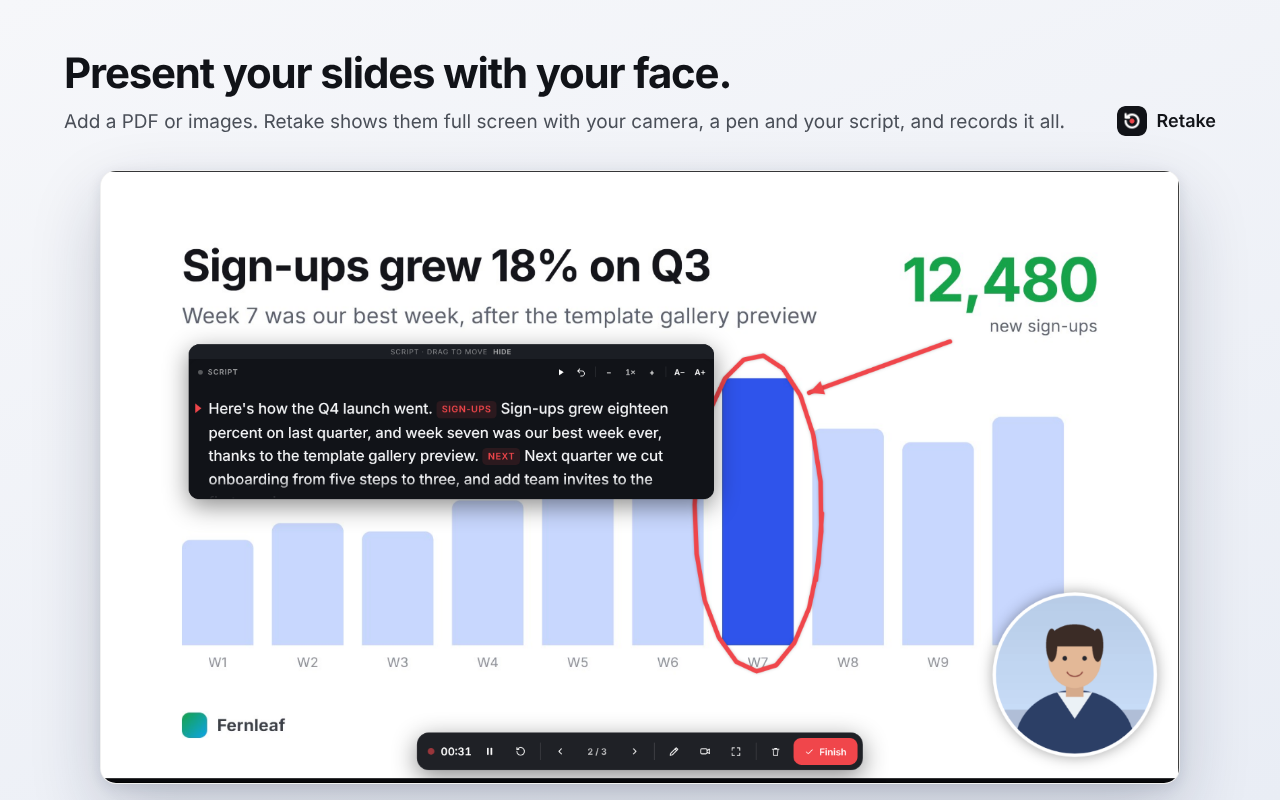 Present your slides with your face.
Add a PDF or images. Retake shows them full screen with your camera, a pen and your script, and records it all.
Retake
Sign-ups grew 18% on Q3
12,480
Week 7 was our best week, after the template gallery preview
new sign-ups
SCRIPT · DRAG TO MOVE HIDE
SCRIPT
− 1× + A− A+
Here's how the Q4 launch went. SIGN-UPS Sign-ups grew eighteen
percent on last quarter, and week seven was our best week ever,
thanks to the template gallery preview. NEXT Next quarter we cut
onboarding from five steps to three, and add team invites to the
W1 W2 W3 W4 W5 W6 W7 W8 W9
Fernleaf
00:31 2 / 3 Finish